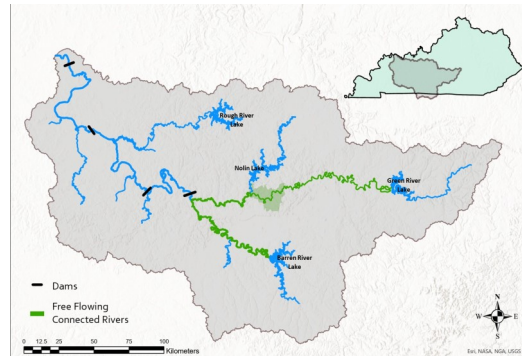 Rough River
Lake
Nolin Lake
Green River
Lake
Barren River
Lake
Dams
Free Flowing
Connected Rivers
0 12.5 25 50 75 100
Kilometers
N
W E
S
Esri, NASA, NGA, USGS